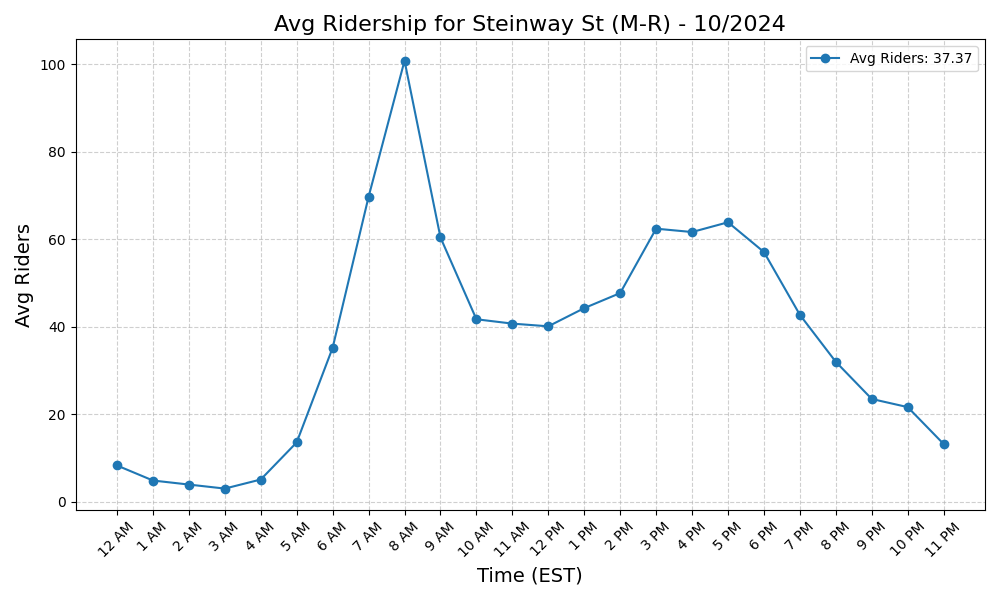 Avg Ridership for Steinway St (M-R) - 10/2024
Avg Riders: 37.37
Avg Riders
100
80
60
40
20
0
12 AM
1 AM
2 AM
3 AM
4 AM
5 AM
6 AM
7 AM
8 AM
9 AM
10 AM
11 AM
12 PM
1 PM
2 PM
3 PM
4 PM
5 PM
6 PM
7 PM
8 PM
9 PM
10 PM
11 PM
Time (EST)